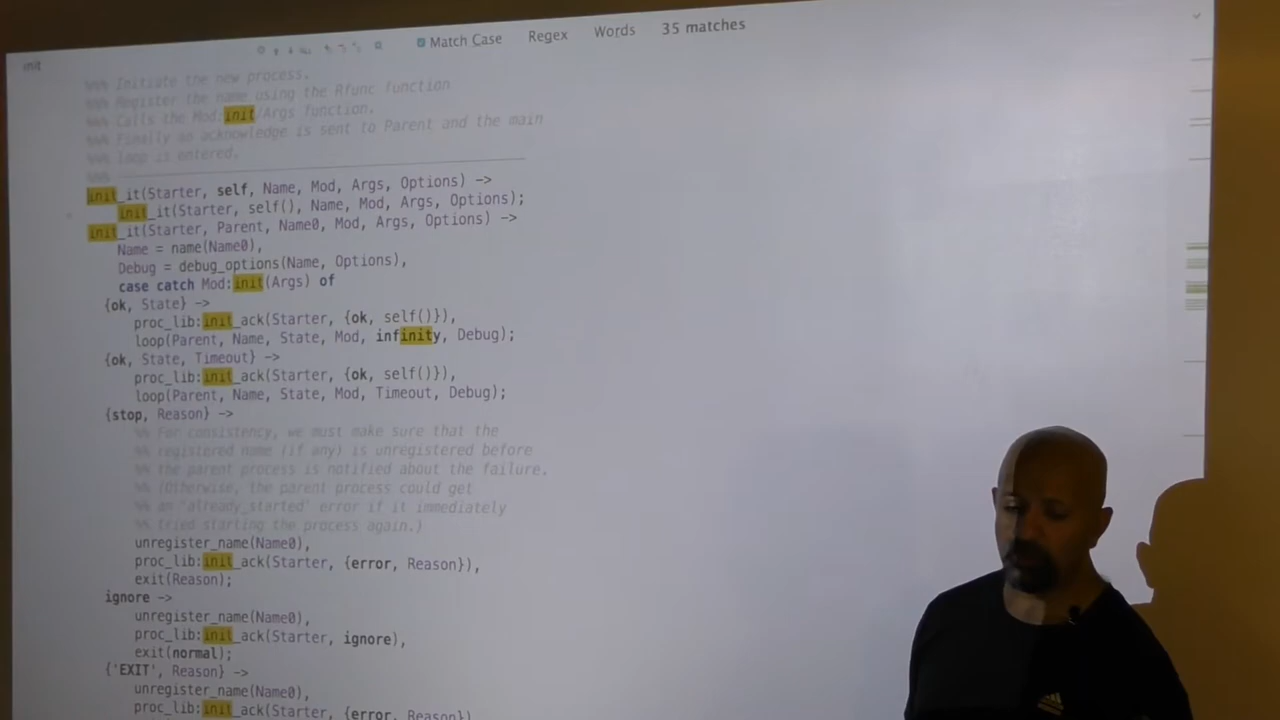 init
Match Case Regex Words 35 matches
%%% Initiate the new process.
%%% Register the name using the Rfunc function
%%% Calls the Mod:init/Args function.
%%% Finally an acknowledge is sent to Parent and the main
%%% loop is entered.
%%% ---
init_it(Starter, self, Name, Mod, Args, Options) ->
init_it(Starter, self(), Name, Mod, Args, Options);
init_it(Starter, Parent, Name0, Mod, Args, Options) ->
Name = name(Name0),
Debug = debug_options(Name, Options),
case catch Mod:init(Args) of
{ok, State} ->
proc_lib:init_ack(Starter, {ok, self()}),
loop(Parent, Name, State, Mod, infinity, Debug);
{ok, State, Timeout} ->
proc_lib:init_ack(Starter, {ok, self()}),
loop(Parent, Name, State, Mod, Timeout, Debug);
{stop, Reason} ->
%% For consistency, we must make sure that the
%% registered name (if any) is unregistered before
%% the parent process is notified about the failure.
%% (Otherwise, the parent process could get
%% an 'already_started' error if it immediately
%% tried starting the process again.)
unregister_name(Name0),
proc_lib:init_ack(Starter, {error, Reason}),
exit(Reason);
ignore ->
unregister_name(Name0),
proc_lib:init_ack(Starter, ignore),
exit(normal);
{'EXIT', Reason} ->
unregister_name(Name0),
proc_lib:init_ack(Starter, {error, Reason})